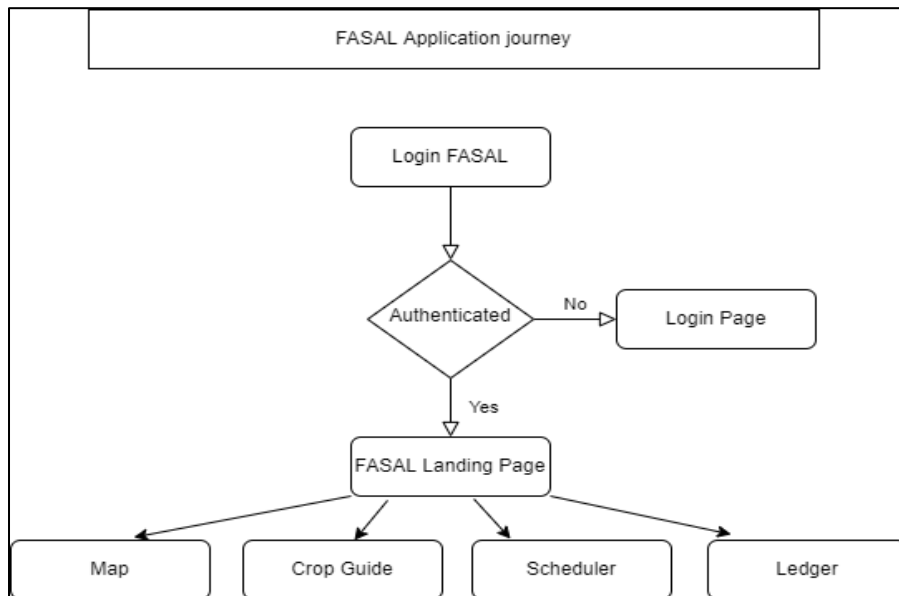 FASAL Application journey
Login FASAL
Authenticated
No
Login Page
Yes
FASAL Landing Page
Map
Crop Guide
Scheduler
Ledger